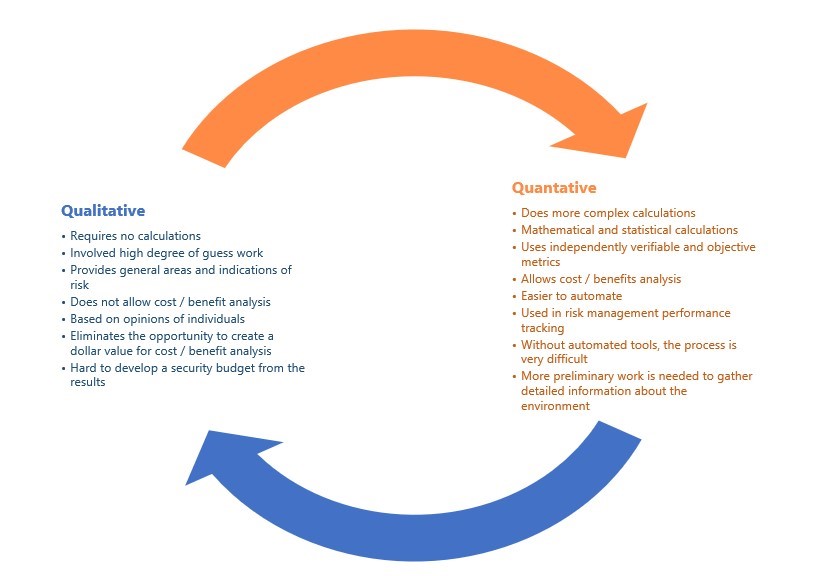 Qualitative
• Requires no calculations
• Involved high degree of guess work
• Provides general areas and indications of
risk
• Does not allow cost / benefit analysis
• Based on opinions of individuals
• Eliminates the opportunity to create a
dollar value for cost / benefit analysis
• Hard to develop a security budget from the
results
Quantative
• Does more complex calculations
• Mathematical and statistical calculations
• Uses independently verifiable and objective
metrics
• Allows cost / benefits analysis
• Easier to automate
• Used in risk management performance
tracking
• Without automated tools, the process is
very difficult
• More preliminary work is needed to gather
detailed information about the
environment